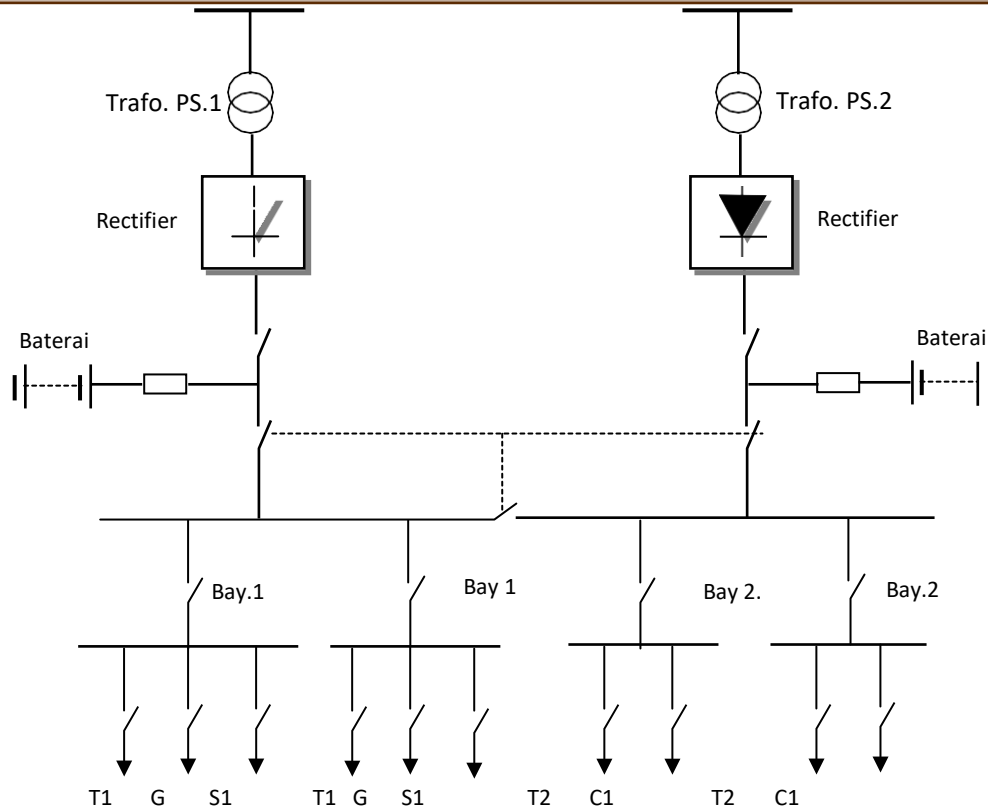 Trafo. PS.1
Trafo. PS.2
Rectifier
Rectifier
Baterai
Baterai
Bay.1
Bay 1
Bay 2.
Bay.2
T1 G S1 T1 G S1 T2 C1 T2 C1